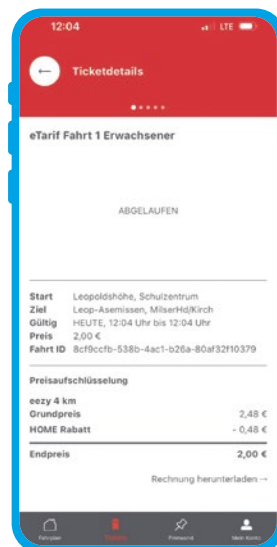 12:04 LTE
Ticketdetails
eTarif Fahrt 1 Erwachsener
ABGELAUFEN
Start Leopoldshöhe, Schulzentrum
Ziel Leop-Asemissen, MilserHd/Kirch
Gültig HEUTE, 12:04 Uhr bis 12:04 Uhr
Preis 2,00 €
Fahrt ID 8cf9ccfb-538b-4ac1-b26a-80af32f10379
Preisaufschlüsselung
eezy 4 km
Grundpreis 2,48 €
HOME Rabatt - 0,48 €
Endpreis 2,00 €
Rechnung herunterladen →
Fahrplan Tickets Pinnwand Mein Konto